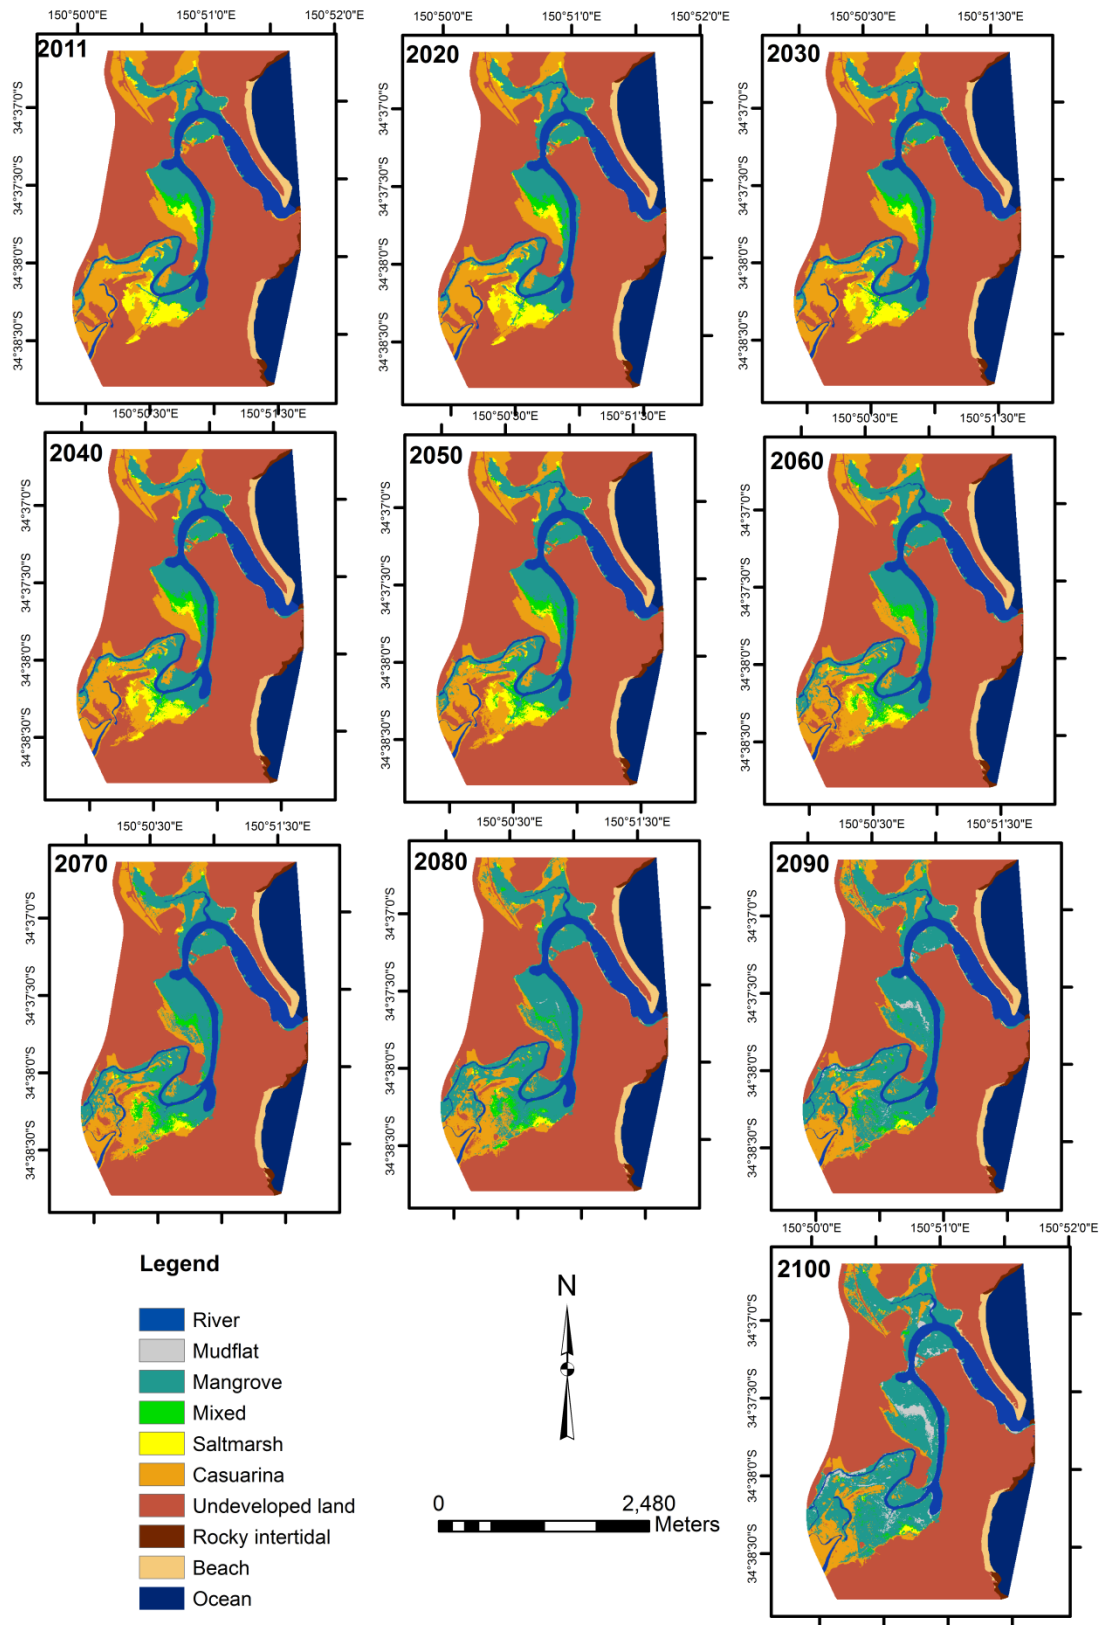 150°50'0"E 150°51'0"E 150°52'0"E 150°50'0"E 150°51'0"E 150°52'0"E 150°50'30"E 150°51'30"E
2011 2020 2030
34°37'0"S 34°37'0"S 34°37'0"S
34°37'30"S 34°37'30"S 34°37'30"S
34°38'0"S 34°38'0"S 34°38'0"S
34°38'30"S 34°38'30"S 34°38'30"S
150°50'30"E 150°51'30"E 150°50'30"E 150°51'30"E 150°50'30"E 150°51'30"E
2040 2050 2060
34°37'0"S 34°37'0"S 34°37'0"S
34°37'30"S 34°37'30"S 34°37'30"S
34°38'0"S 34°38'0"S 34°38'0"S
34°38'30"S 34°38'30"S 34°38'30"S
150°50'30"E 150°51'30"E 150°50'30"E 150°51'30"E 150°50'30"E 150°51'30"E
2070 2080 2090
34°37'0"S 34°37'0"S 34°37'0"S
34°37'30"S 34°37'30"S 34°37'30"S
34°38'0"S 34°38'0"S 34°38'0"S
34°38'30"S 34°38'30"S 34°38'30"S
150°50'0"E 150°51'0"E 150°52'0"E
2100
34°37'0"S
34°37'30"S
34°38'0"S
34°38'30"S
Legend
River
Mudflat
Mangrove
Mixed
Saltmarsh
Casuarina
Undeveloped land
Rocky intertidal
Beach
Ocean
N
0 2,480
Meters